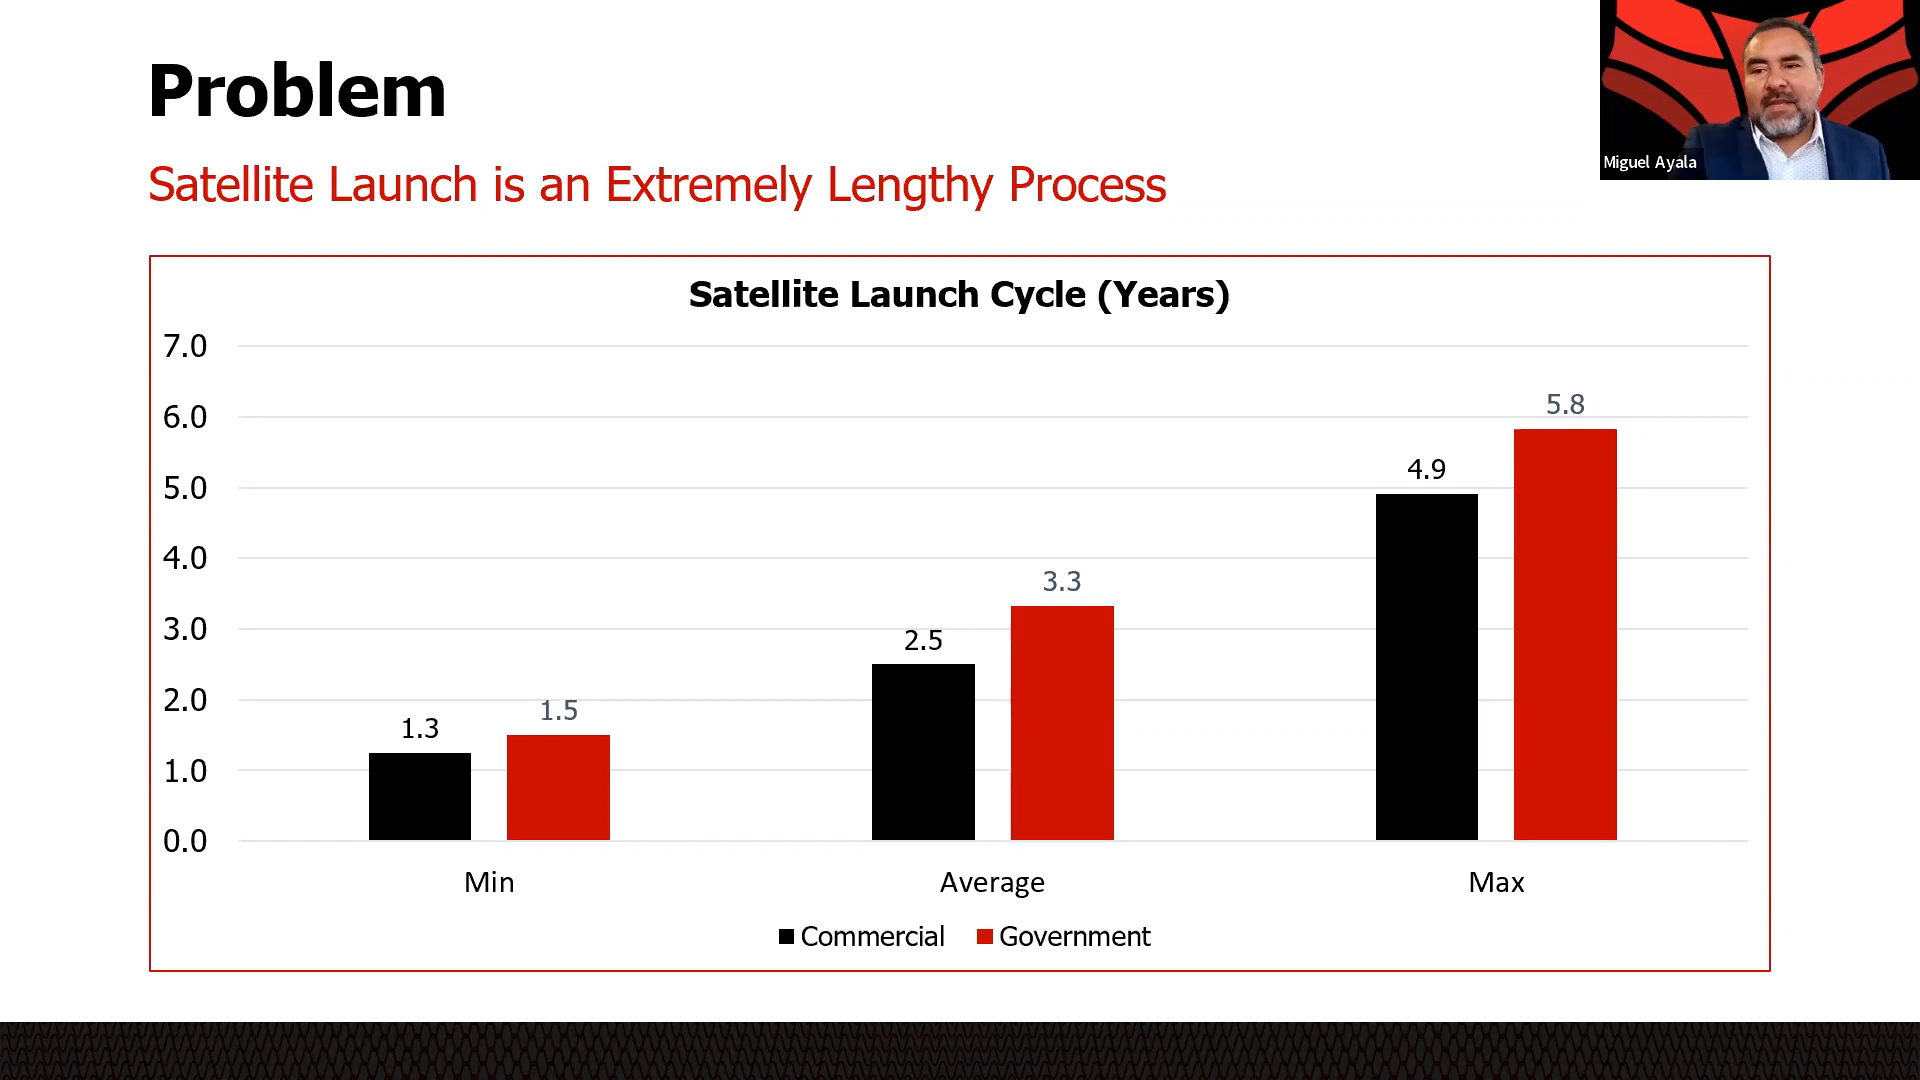 Problem
Miguel Ayala
Satellite Launch is an Extremely Lengthy Process
Satellite Launch Cycle (Years)
7.0
6.0
5.0
4.0
3.0
2.0
1.0
0.0
1.3
1.5
2.5
3.3
4.9
5.8
Min
Average
Max
Commercial
Government